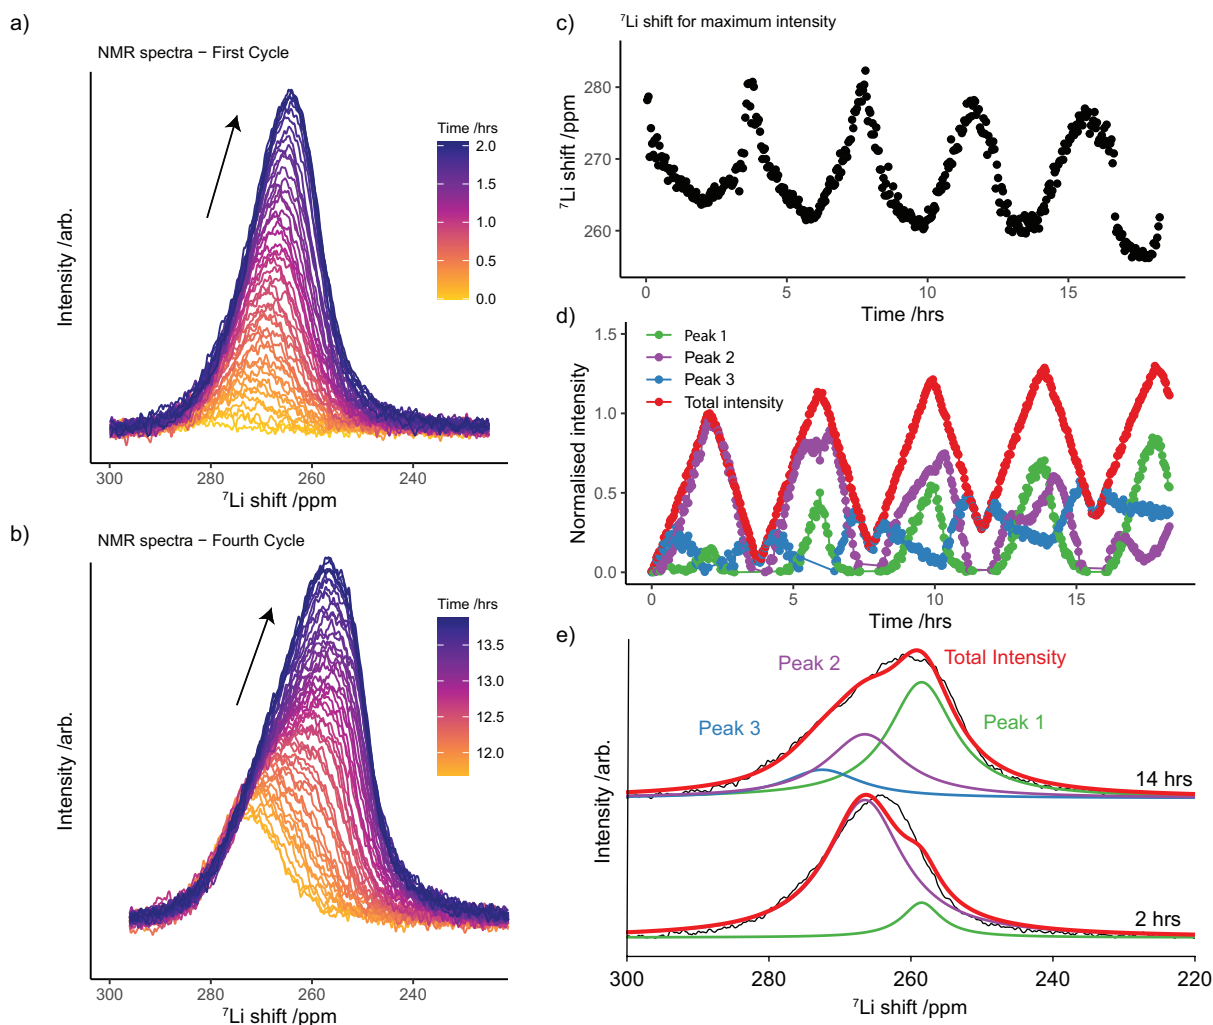 a)
NMR spectra − First Cycle
Intensity /arb.
Time /hrs
2.0
1.5
1.0
0.5
0.0
300
280
260
240
⁷Li shift /ppm
b)
NMR spectra − Fourth Cycle
Intensity /arb.
Time /hrs
13.5
13.0
12.5
12.0
300
280
260
240
⁷Li shift /ppm
c)
⁷Li shift for maximum intensity
⁷Li shift /ppm
280
270
260
0
5
10
15
Time /hrs
d)
Normalised intensity
1.5
1.0
0.5
0.0
Peak 1
Peak 2
Peak 3
Total intensity
0
5
10
15
Time /hrs
e)
Intensity /arb.
Peak 2
Total Intensity
Peak 3
Peak 1
14 hrs
2 hrs
300
280
260
240
220
⁷Li shift /ppm